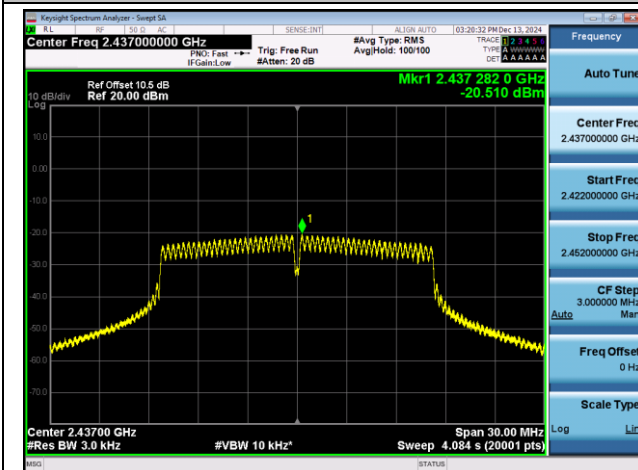 Keysight Spectrum Analyzer - Swept SA
RL RF 50 Ω AC SENSE:INT ALIGN AUTO 03:20:32 PM Dec 13, 2024
Center Freq 2.437000000 GHz
PNO: Fast
IFGain:Low
Trig: Free Run
#Atten: 20 dB
#Avg Type: RMS
Avg|Hold: 100/100
TRACE 1 2 3 4 5 6
TYPE A WWWWW
DET A A A A A A
Frequency
Ref Offset 10.5 dB
Ref 20.00 dBm
Mkr1 2.437 282 0 GHz
-20.510 dBm
10 dB/div
Log
10.0
0.00
-10.0
-20.0
-30.0
-40.0
-50.0
-60.0
-70.0
1
Center 2.43700 GHz
#Res BW 3.0 kHz
#VBW 10 kHz*
Span 30.00 MHz
Sweep 4.084 s (20001 pts)
Auto Tune
Center Freq
2.437000000 GHz
Start Freq
2.422000000 GHz
Stop Freq
2.452000000 GHz
CF Step
3.000000 MHz
Auto Man
Freq Offset
0 Hz
Scale Type
Log Lin
MSG STATUS